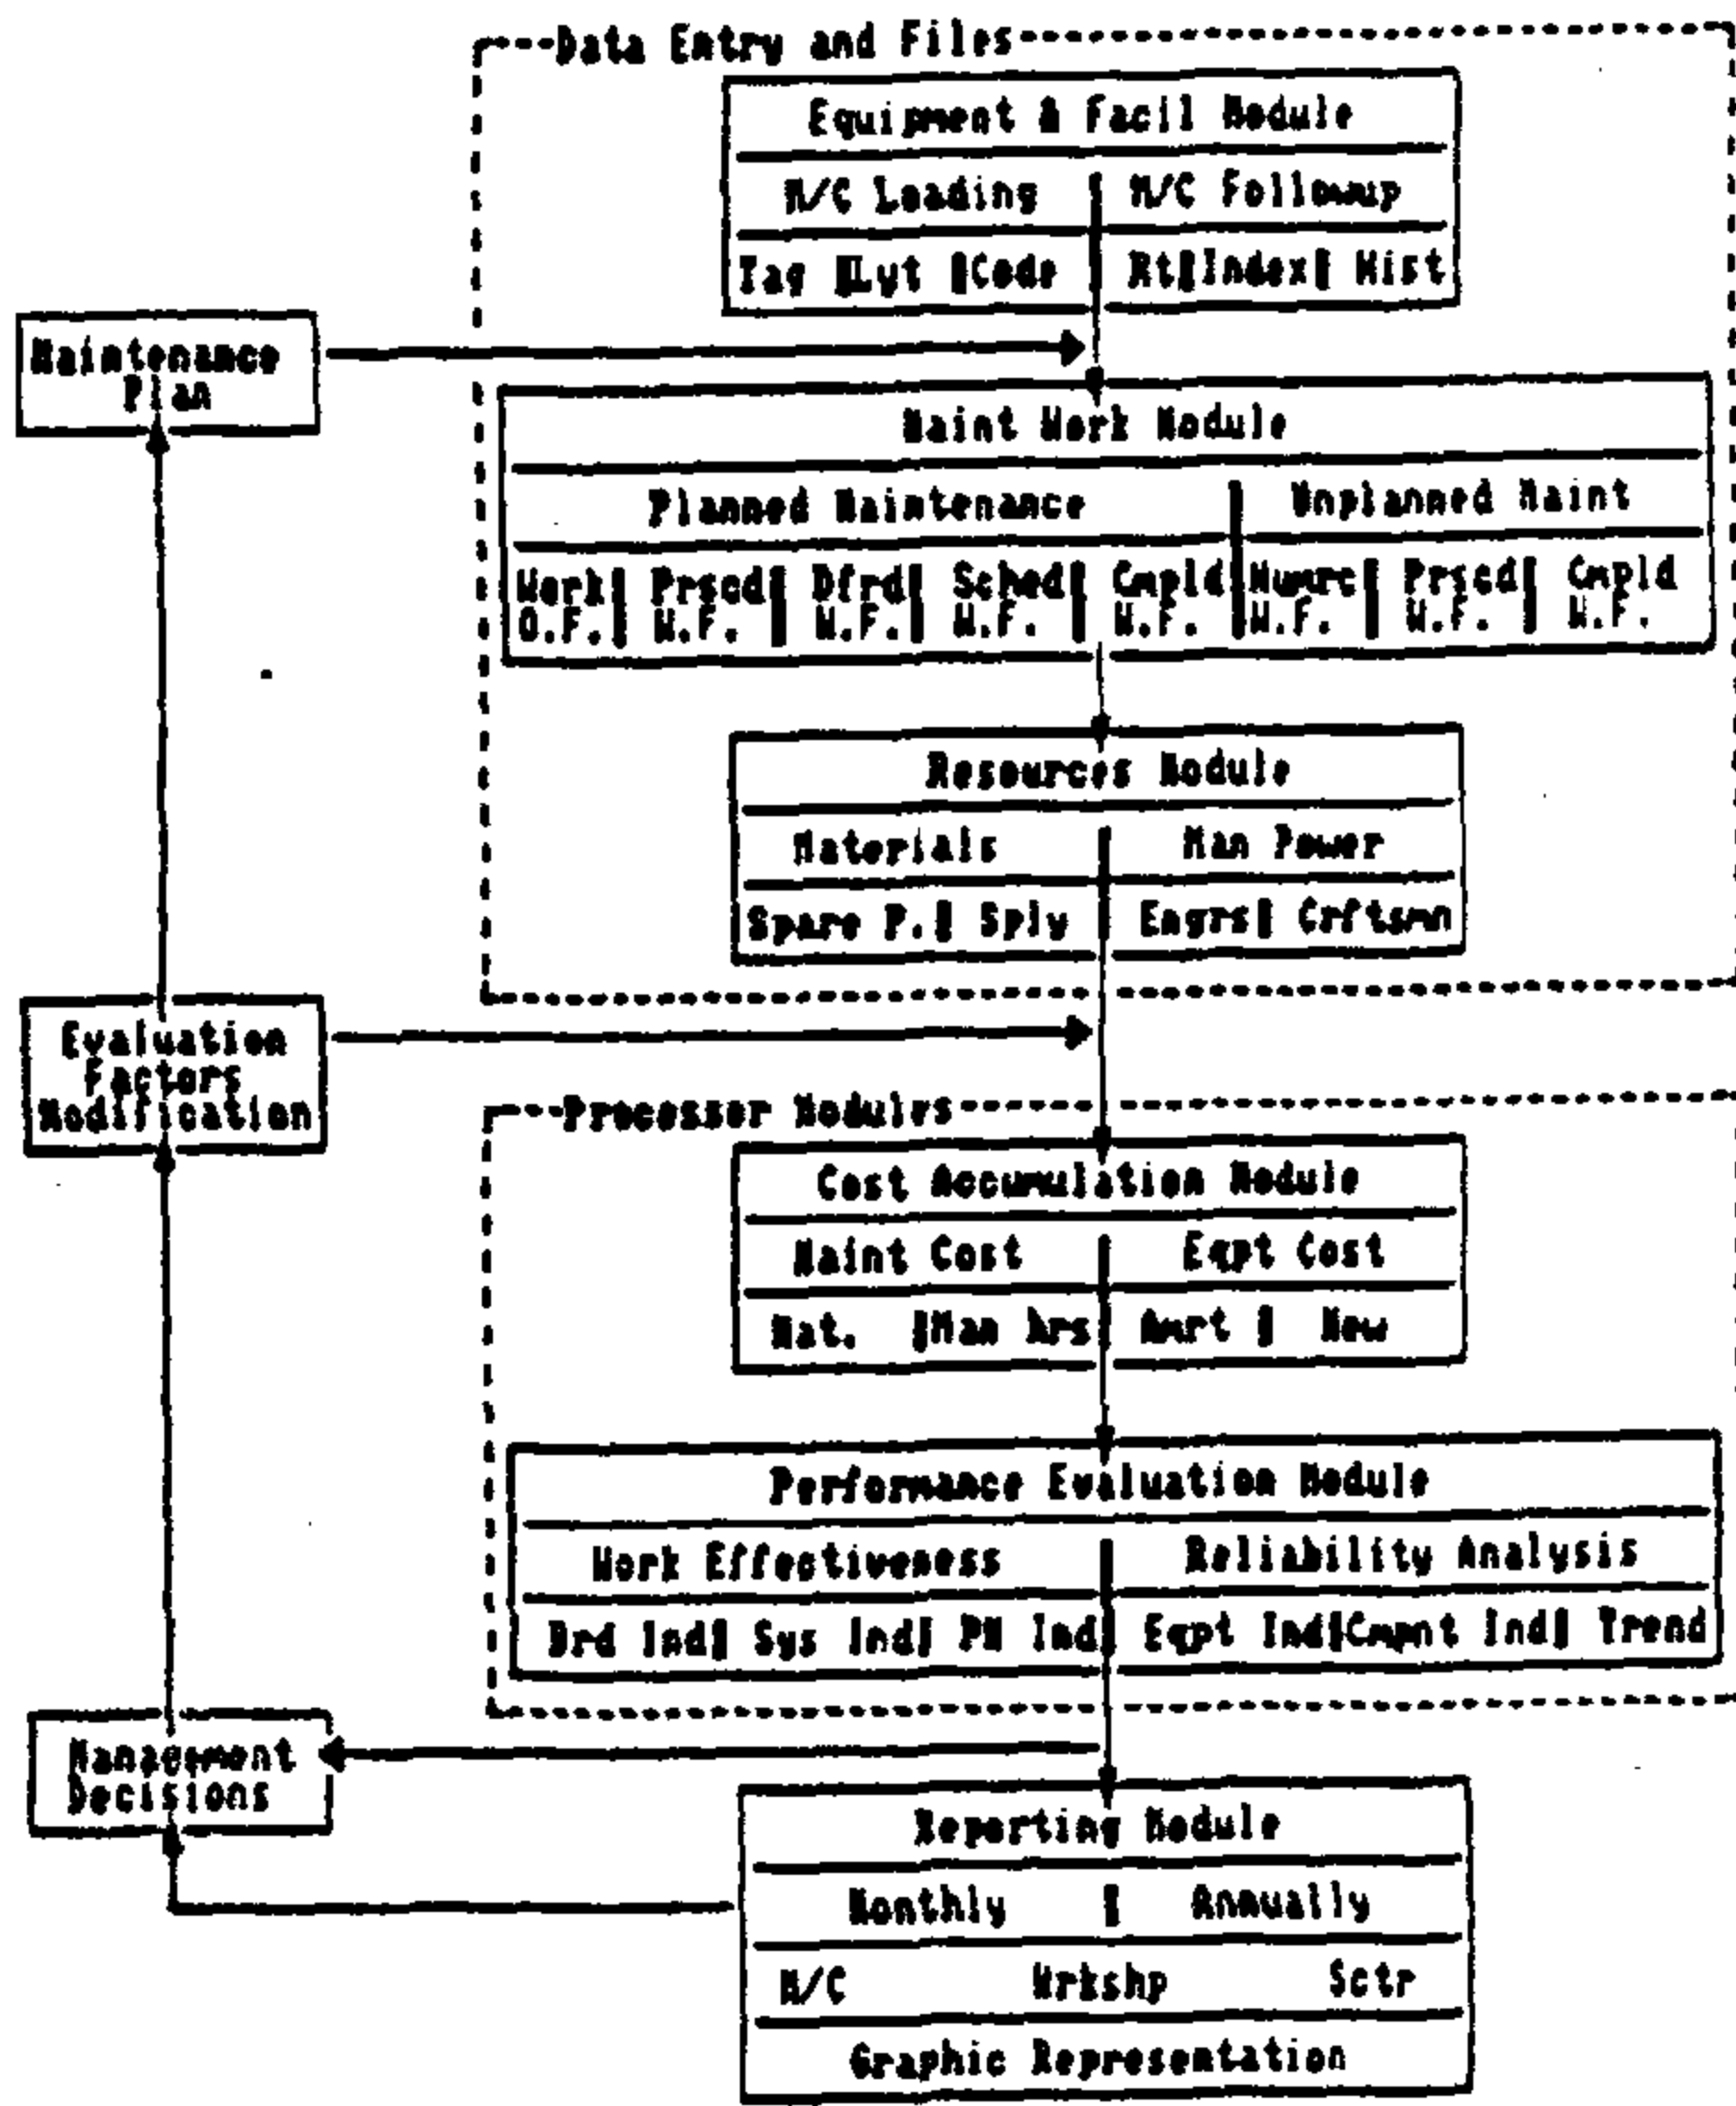 Data Entry and Files
Equipment & Facil Module
M/C Loading M/C Followup
Tag Lyt Code Rt Index Hist
Maintenance
Plan
Maint Work Module
Planned Maintenance Unplanned Maint
Work Prscd Dfrd Sched Cmpld Prscd Cmpld
O.F. W.F. W.F. W.F. W.F. W.F. W.F. W.F.
Resources Module
Materials Man Power
Spare P. Sply Engrs Crftsmn
Evaluation
Factors
Modification
Processer Modules
Cost Accumulation Module
Maint Cost Eqpt Cost
Mat. Man hrs Amrt New
Performance Evaluation Module
Work Effectiveness Reliability Analysis
Ind Sys Ind PM Ind Eqpt Ind Cmpnt Ind Trend
Management
Decisions
Reporting Module
Monthly Annually
M/C Wrkshp Sctr
Graphic Representation